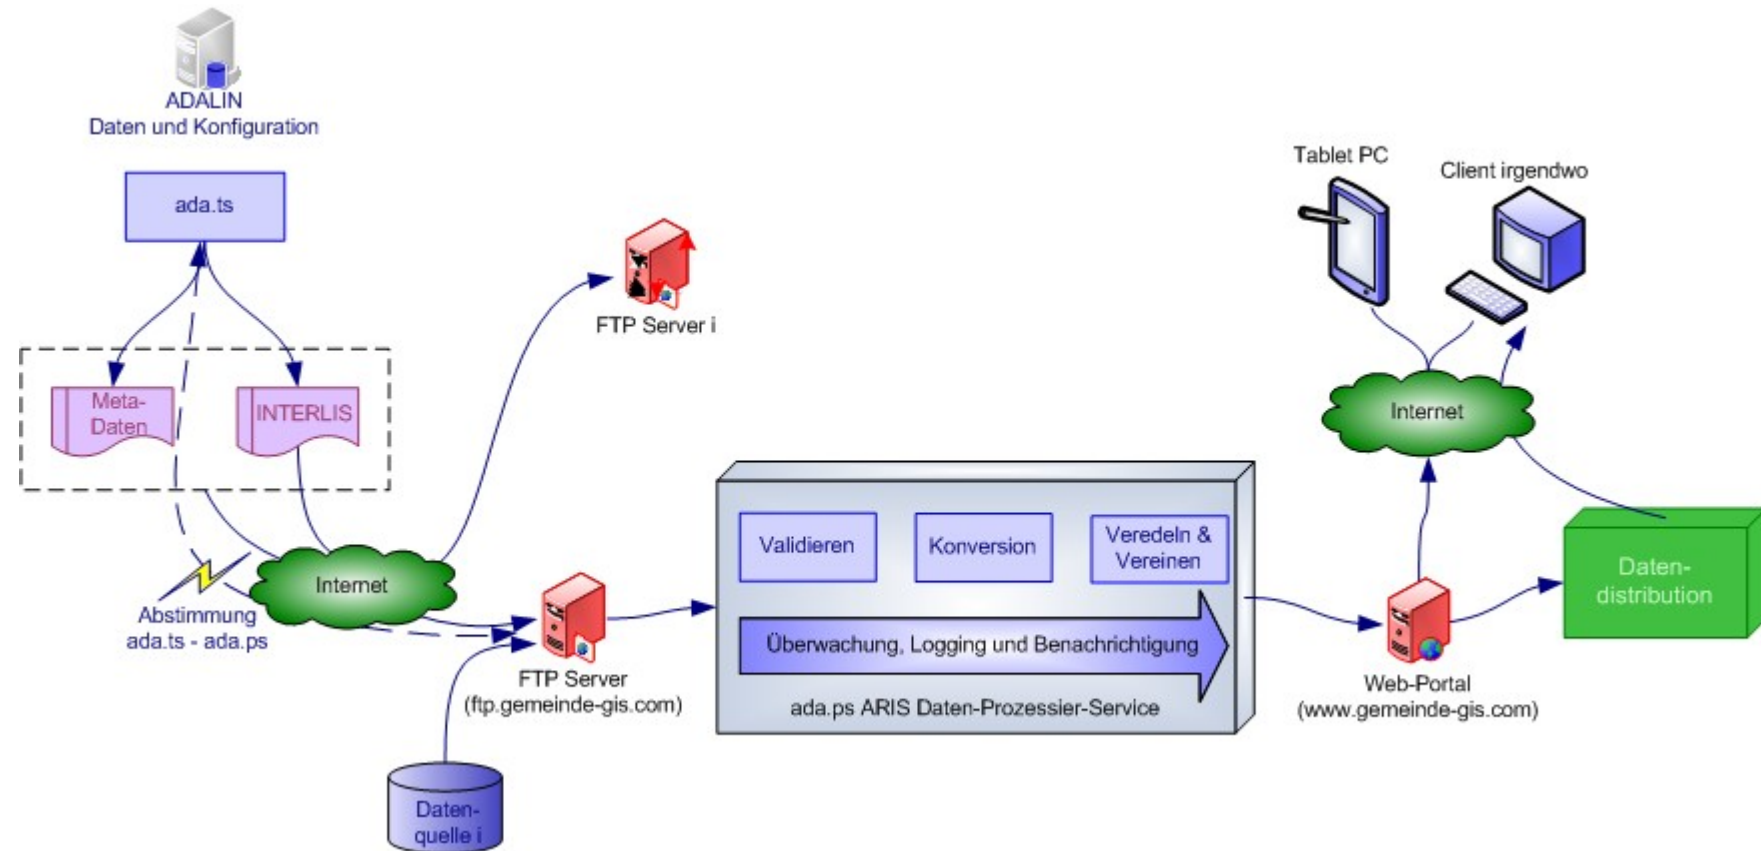 ADALIN
Daten und Konfiguration
ada.ts
Meta-
Daten
INTERLIS
Internet
Abstimmung
ada.ts - ada.ps
FTP Server i
FTP Server
(ftp.gemeinde-gis.com)
Daten-
quelle i
Validieren
Konversion
Veredeln &
Vereinen
Überwachung, Logging und Benachrichtigung
ada.ps ARIS Daten-Prozessier-Service
Tablet PC
Client irgendwo
Internet
Web-Portal
(www.gemeinde-gis.com)
Daten-
distribution